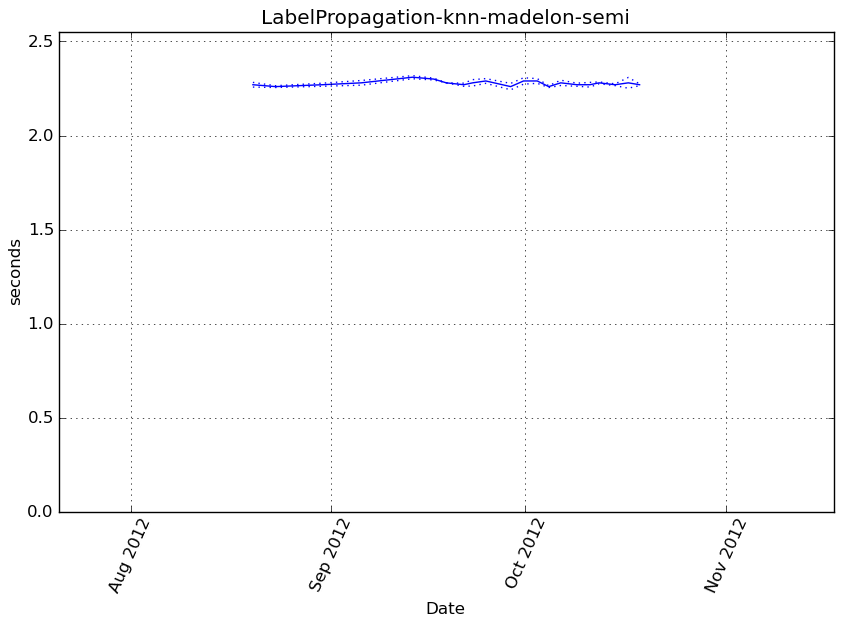 LabelPropagation-knn-madelon-semi
2.5
2.0
1.5
1.0
0.5
0.0
seconds
Aug 2012
Sep 2012
Oct 2012
Nov 2012
Date